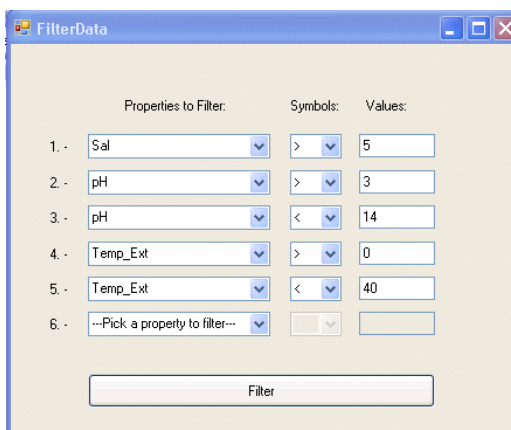 FilterData
Properties to Filter: Symbols: Values:
1. - Sal > 5
2. - pH > 3
3. - pH < 14
4. - Temp_Ext > 0
5. - Temp_Ext < 40
6. - ---Pick a property to filter---
Filter